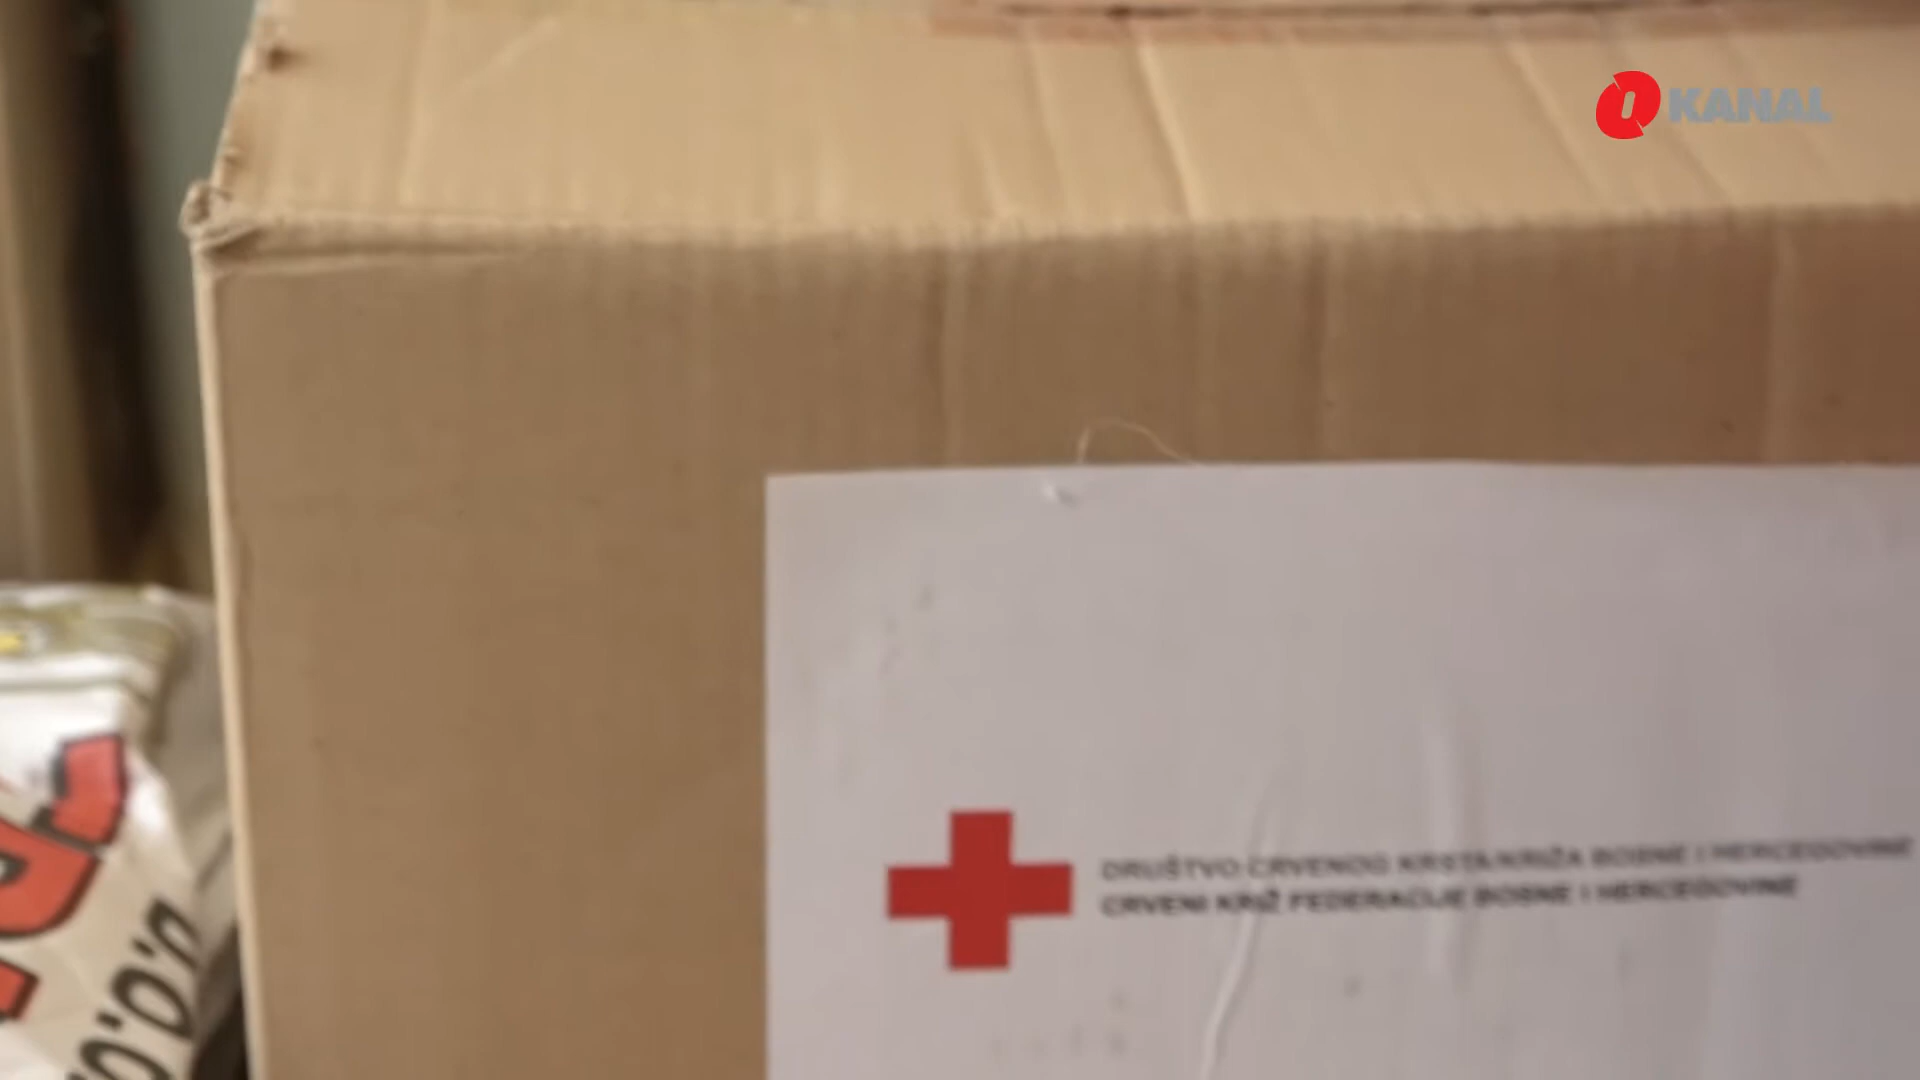 O KANAL
DRUŠTVO CRVENOG KRSTA/KRIŽA BOSNE I HERCEGOVINE
CRVENI KRIŽ FEDERACIJE BOSNE I HERCEGOVINE